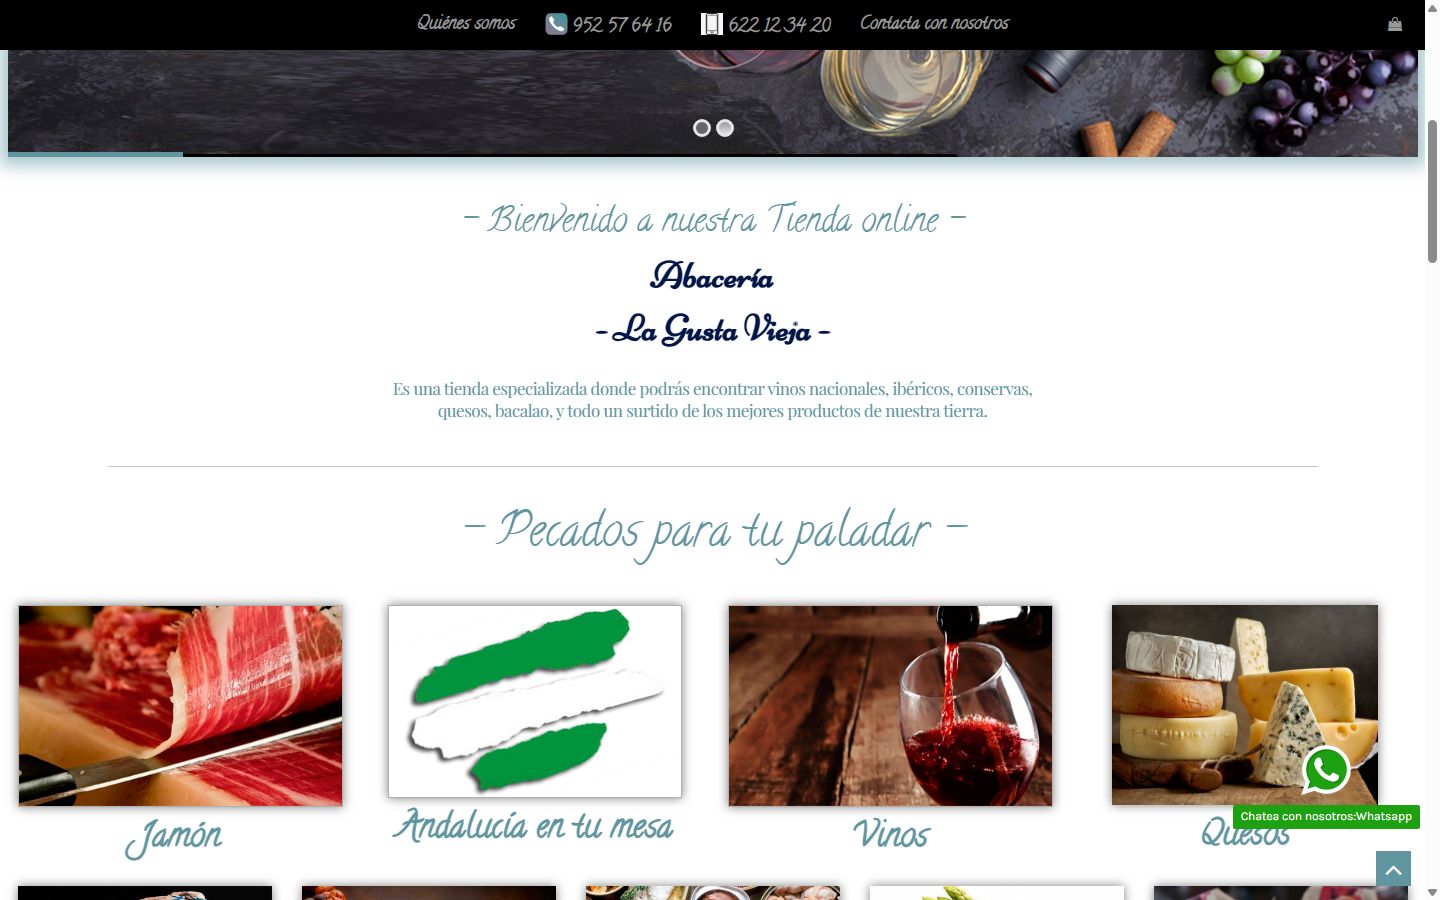 Quiénes somos
952 57 64 16
622 12 34 20
Contacta con nosotros
- Bienvenido a nuestra Tienda online -
Abacería
- La Gusta Vieja -
Es una tienda especializada donde podrás encontrar vinos nacionales, ibéricos, conservas,
quesos, bacalao, y todo un surtido de los mejores productos de nuestra tierra.
- Pecados para tu paladar -
Jamón
Andalucía en tu mesa
Vinos
Quesos
Chatea con nosotros:Whatsapp